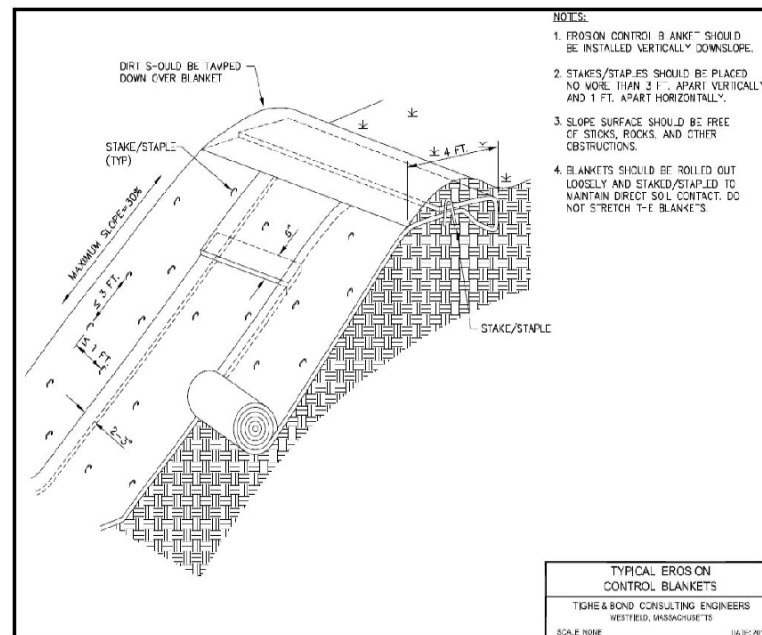 NOTES:
1. EROSION CONTROL BLANKET SHOULD
BE INSTALLED VERTICALLY DOWNSLOPE.
2. STAKES/STAPLES SHOULD BE PLACED
NO MORE THAN 3 FT. APART VERTICALLY
AND 1 FT. APART HORIZONTALLY.
3. SLOPE SURFACE SHOULD BE FREE
OF STICKS, ROCKS, AND OTHER
OBSTRUCTIONS.
4. BLANKETS SHOULD BE ROLLED OUT
LOOSELY AND STAKED/STAPLED TO
MAINTAIN DIRECT SOIL CONTACT. DO
NOT STRETCH THE BLANKETS.
DIRT SHOULD BE TAMPED
DOWN OVER BLANKET
STAKE/STAPLE
(TYP)
4 FT.
MAXIMUM SLOPE=30%
6"
≤ 3 FT.
≤ 1 FT
STAKE/STAPLE
2-3"
TYPICAL EROSION
CONTROL BLANKETS
TIGHE & BOND CONSULTING ENGINEERS
WESTFIELD, MASSACHUSETTS
SCALE: NONE
DATE: